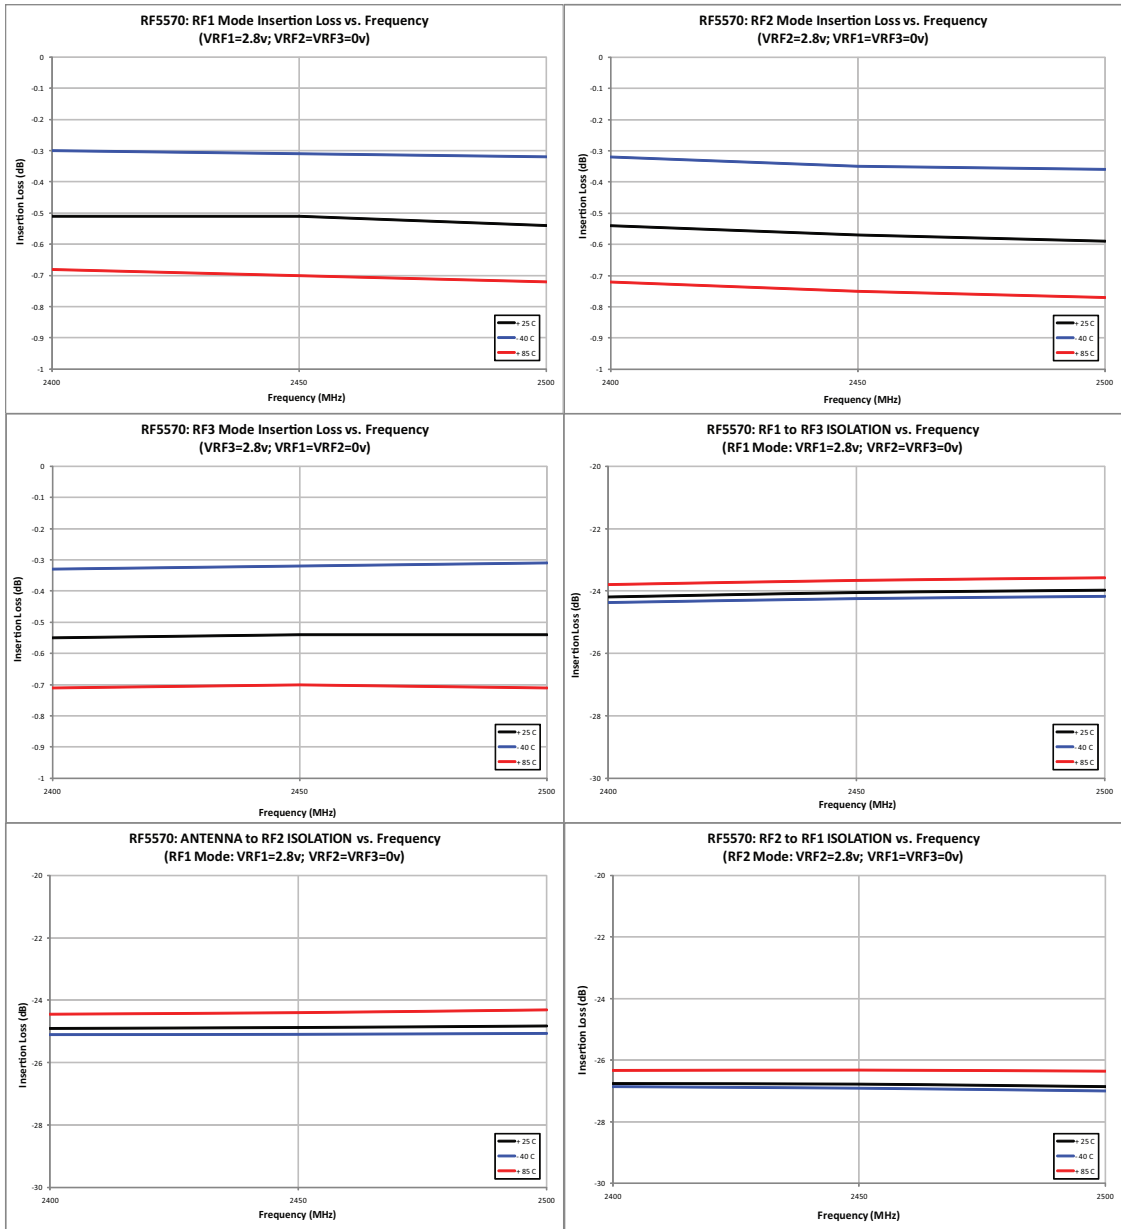 RF5570: RF1 Mode Insertion Loss vs. Frequency
(VRF1=2.8v; VRF2=VRF3=0v)
0
-0.1
-0.2
-0.3
-0.4
-0.5
-0.6
-0.7
-0.8
-0.9
-1
Insertion Loss (dB)
+ 25 C
- 40 C
+ 85 C
2400
2450
2500
Frequency (MHz)
RF5570: RF2 Mode Insertion Loss vs. Frequency
(VRF2=2.8v; VRF1=VRF3=0v)
0
-0.1
-0.2
-0.3
-0.4
-0.5
-0.6
-0.7
-0.8
-0.9
-1
Insertion Loss (dB)
+ 25 C
- 40 C
+ 85 C
2400
2450
2500
Frequency (MHz)
RF5570: RF3 Mode Insertion Loss vs. Frequency
(VRF3=2.8v; VRF1=VRF2=0v)
0
-0.1
-0.2
-0.3
-0.4
-0.5
-0.6
-0.7
-0.8
-0.9
-1
Insertion Loss (dB)
+ 25 C
- 40 C
+ 85 C
2400
2450
2500
Frequency (MHz)
RF5570: RF1 to RF3 ISOLATION vs. Frequency
(RF1 Mode: VRF1=2.8v; VRF2=VRF3=0v)
-20
-22
-24
-26
-28
-30
Insertion Loss (dB)
+ 25 C
- 40 C
+ 85 C
2400
2450
2500
Frequency (MHz)
RF5570: ANTENNA to RF2 ISOLATION vs. Frequency
(RF1 Mode: VRF1=2.8v; VRF2=VRF3=0v)
-20
-22
-24
-26
-28
-30
Insertion Loss (dB)
+ 25 C
- 40 C
+ 85 C
2400
2450
2500
Frequency (MHz)
RF5570: RF2 to RF1 ISOLATION vs. Frequency
(RF2 Mode: VRF2=2.8v; VRF1=VRF3=0v)
-20
-22
-24
-26
-28
-30
Insertion Loss (dB)
+ 25 C
- 40 C
+ 85 C
2400
2450
2500
Frequency (MHz)